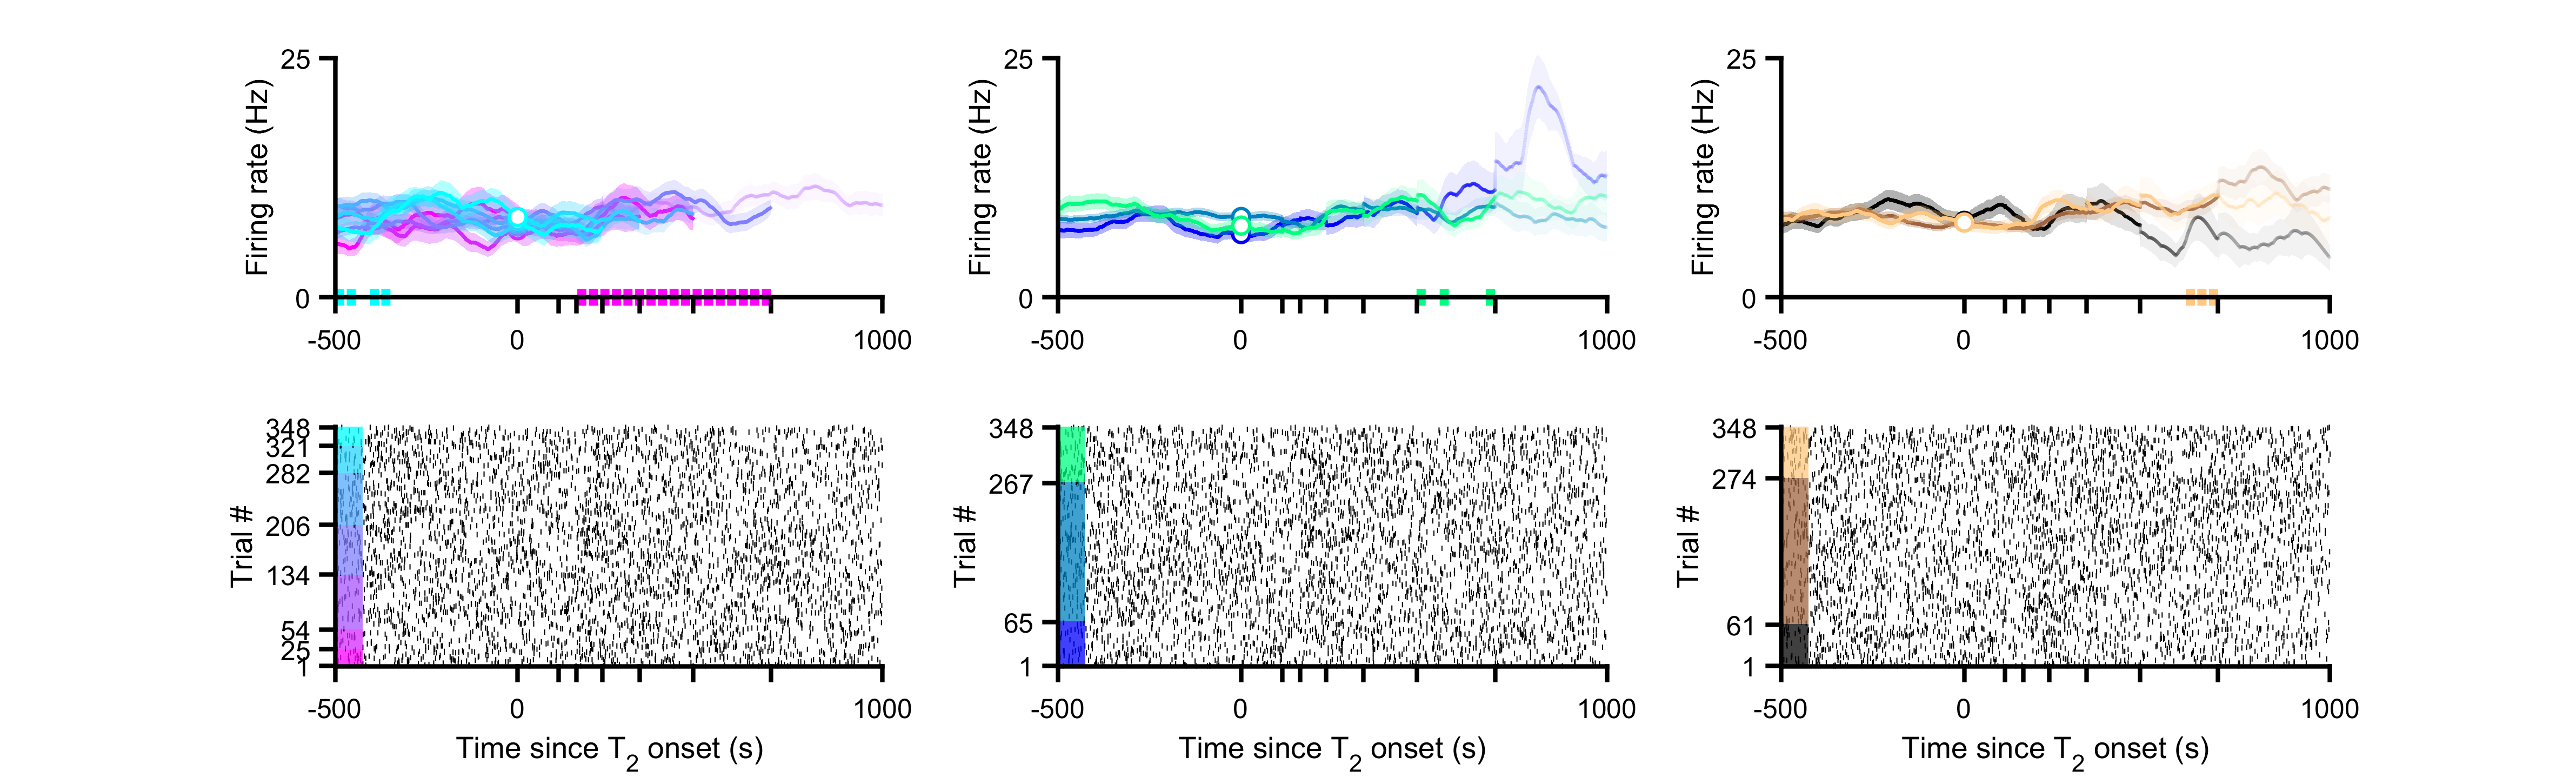 25 25 25
Firing rate (Hz) Firing rate (Hz) Firing rate (Hz)
0 0 0
-500 0 1000 -500 0 1000 -500 0 1000
348 348 348
321
282 267 274
206
134
54 65 61
25
1 1 1
Trial # Trial # Trial #
-500 0 1000 -500 0 1000 -500 0 1000
Time since T2 onset (s) Time since T2 onset (s) Time since T2 onset (s)